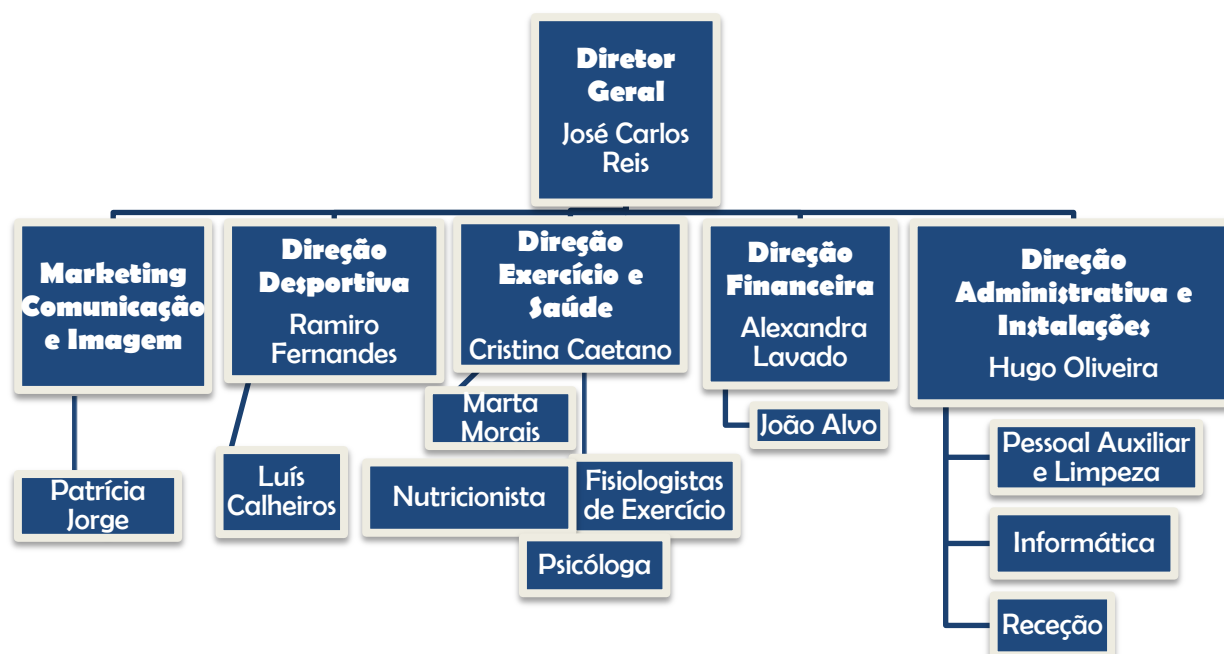 Diretor
Geral
José Carlos
Reis
Marketing
Comunicação
e Imagem
Direção
Desportiva
Ramiro
Fernandes
Direção
Exercício e
Saúde
Cristina Caetano
Direção
Financeira
Alexandra
Lavado
Direção
Administrativa e
Instalações
Hugo Oliveira
Patrícia
Jorge
Luís
Calheiros
Marta
Morais
Nutricionista
Fisiologistas
de Exercício
Psicóloga
João Alvo
Pessoal Auxiliar
e Limpeza
Informática
Receção